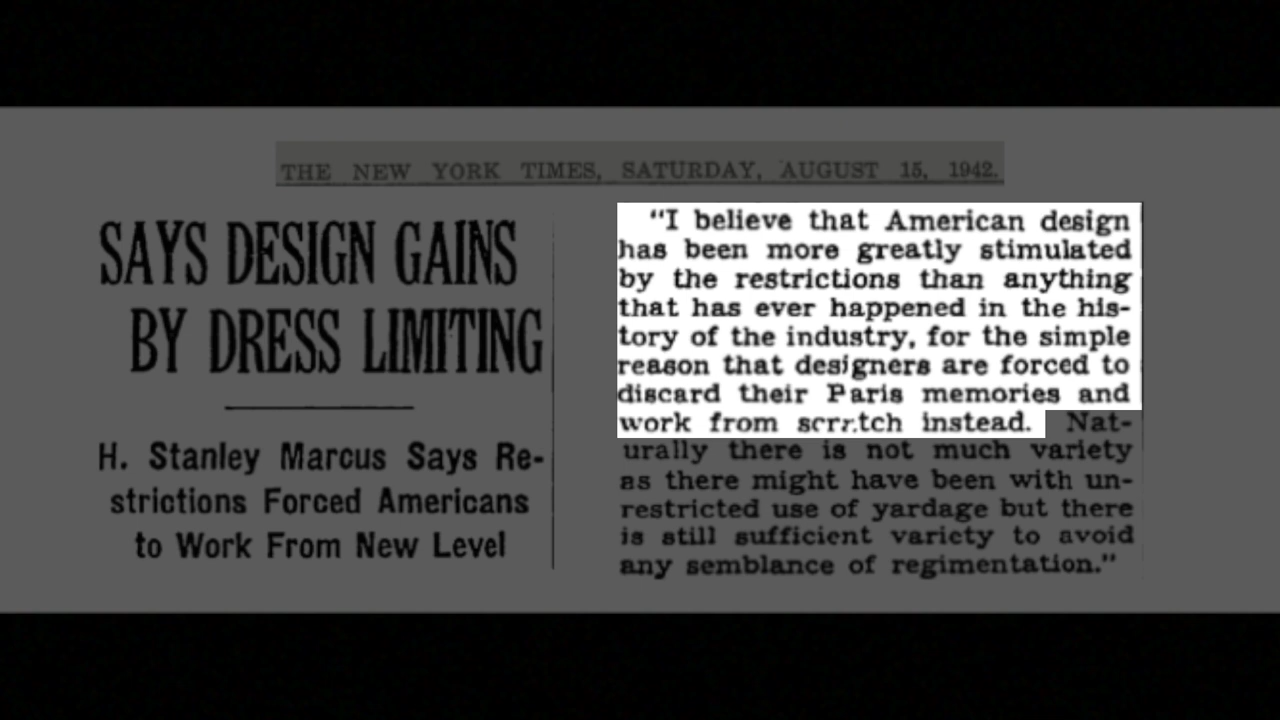 THE NEW YORK TIMES, SATURDAY, AUGUST 15, 1942.
SAYS DESIGN GAINS
BY DRESS LIMITING
H. Stanley Marcus Says Re-
strictions Forced Americans
to Work From New Level
"I believe that American design
has been more greatly stimulated
by the restrictions than anything
that has ever happened in the his-
tory of the industry, for the simple
reason that designers are forced to
discard their Paris memories and
work from scrr.tch instead. Nat-
urally there is not much variety
as there might have been with un-
restricted use of yardage but there
is still sufficient variety to avoid
any semblance of regimentation."